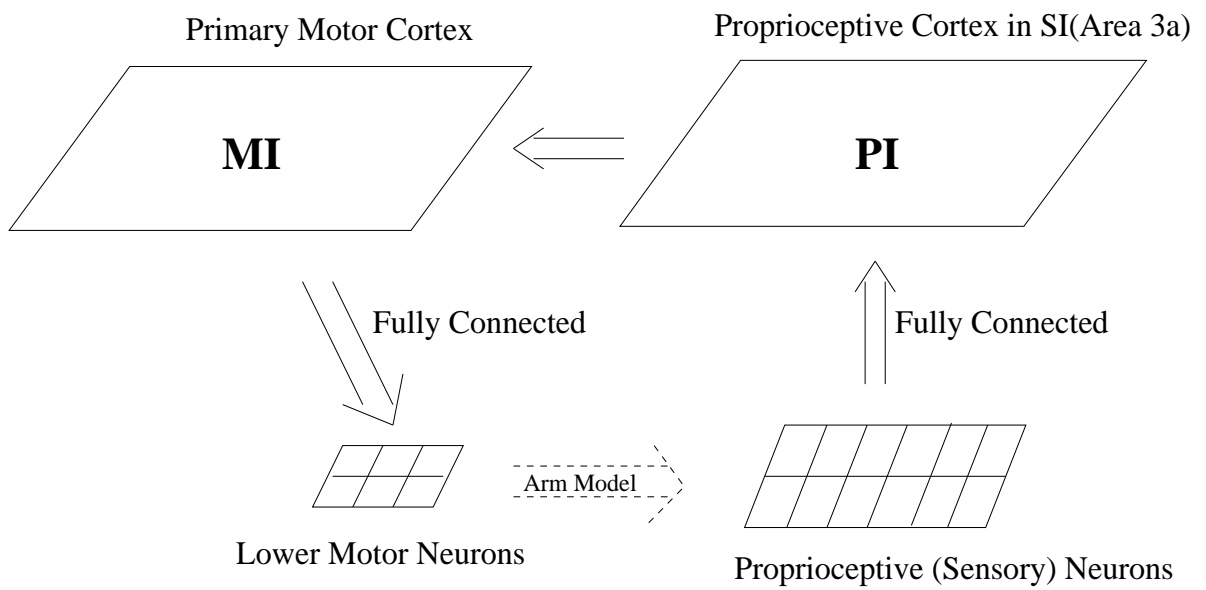 Primary Motor Cortex
Proprioceptive Cortex in SI(Area 3a)
MI
PI
Fully Connected
Fully Connected
Arm Model
Lower Motor Neurons
Proprioceptive (Sensory) Neurons